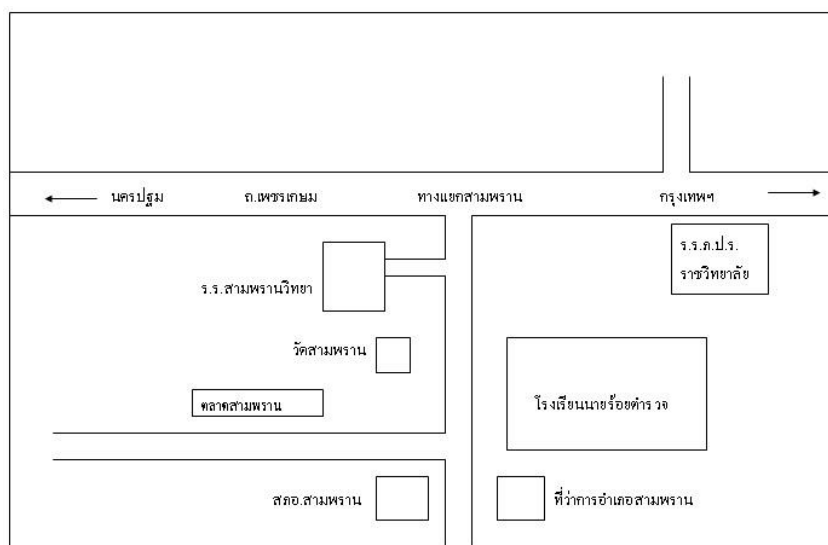 นครปฐม
ถ.เพชรเกษม
ทางแยกสามพราน
กรุงเทพฯ
ร.ร.ภ.ป.ร.
ราชวิทยาลัย
ร.ร.สามพรานวิทยา
วัดสามพราน
ตลาดสามพราน
โรงเรียนนายร้อยตำรวจ
สภอ.สามพราน
ที่ว่าการอำเภอสามพราน